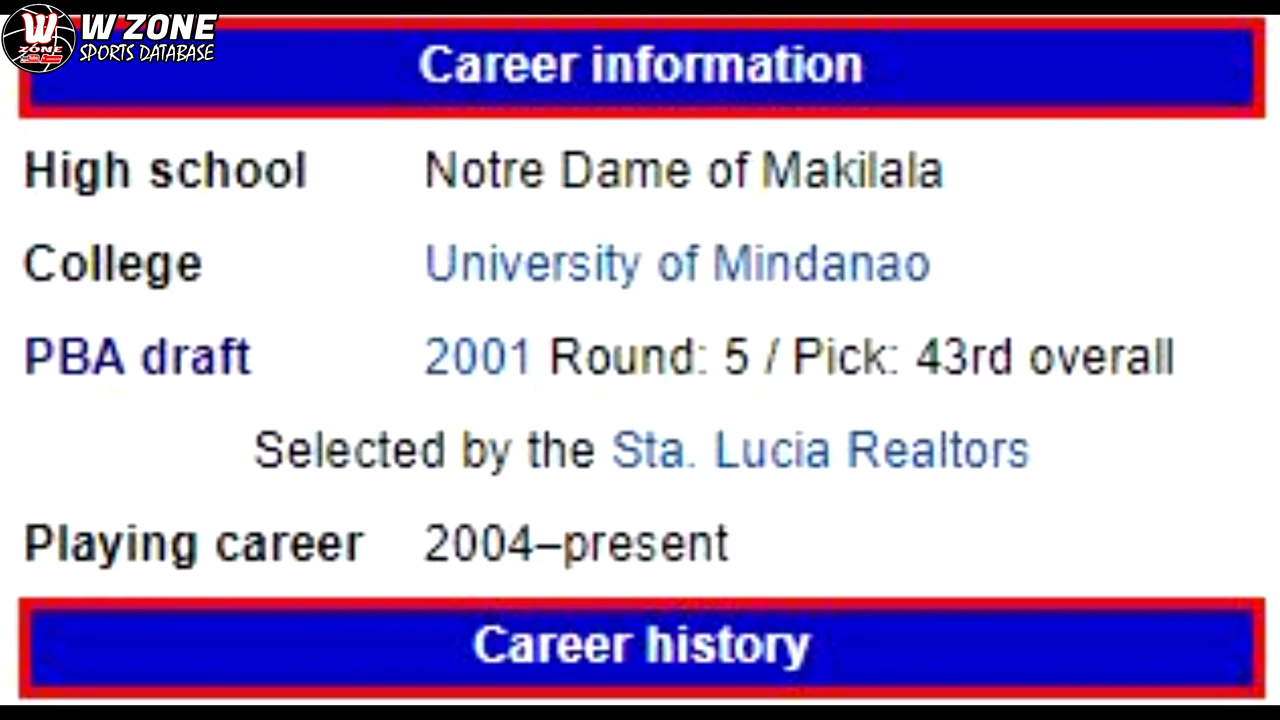 W ZONE
SPORTS DATABASE
W
ZONE
Career information
High school Notre Dame of Makilala
College University of Mindanao
PBA draft 2001 Round: 5 / Pick: 43rd overall
Selected by the Sta. Lucia Realtors
Playing career 2004–present
Career history